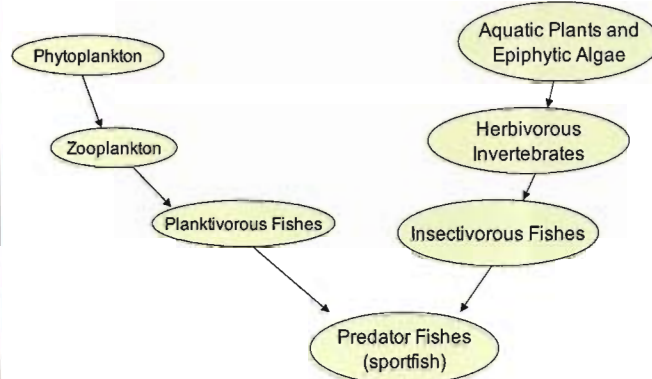 Phytoplankton
Aquatic Plants and
Epiphytic Algae
Zooplankton
Herbivorous
Invertebrates
Planktivorous Fishes
Insectivorous Fishes
Predator Fishes
(sportfish)